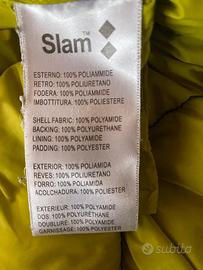 Slam™
ESTERNO: 100% POLIAMMIDE
RETRO: 100% POLIURETANO
FODERA: 100% POLIAMMIDE
IMBOTTITURA: 100% POLIESTERE
SHELL FABRIC: 100% POLYAMIDE
BACKING: 100% POLYURETHANE
LINING: 100% POLYAMIDE
PADDING: 100% POLYESTER
EXTERIOR: 100% POLIAMIDA
REVES: 100% POLIURETANO
FORRO: 100% POLIAMIDA
ACOLCHADURA: 100% POLIESTER
EXTERIEUR: 100% POLYAMIDE
DOS: 100% POLYURETHANE
DOUBLURE: 100% POLYAMIDE
GARNISSAGE: 100% POLYESTER
subito